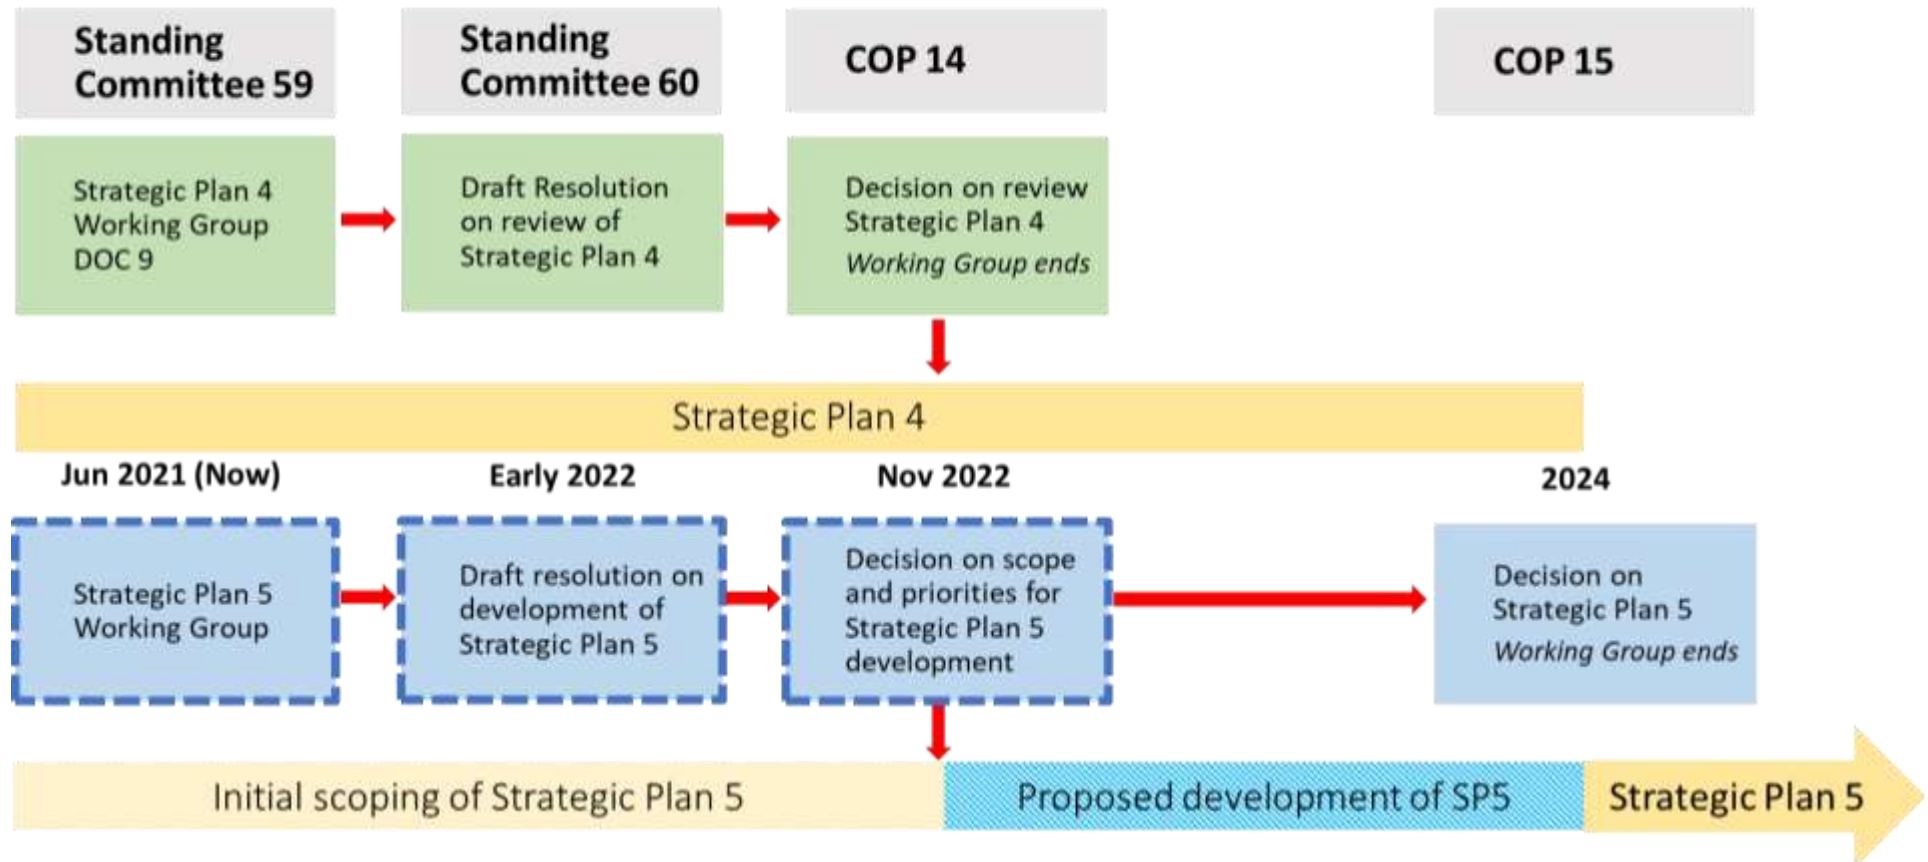 Standing
Committee 59
Standing
Committee 60
COP 14
COP 15
Strategic Plan 4
Working Group
DOC 9
Draft Resolution
on review of
Strategic Plan 4
Decision on review
Strategic Plan 4
Working Group ends
Strategic Plan 4
Jun 2021 (Now)
Early 2022
Nov 2022
2024
Strategic Plan 5
Working Group
Draft resolution on
development of
Strategic Plan 5
Decision on scope
and priorities for
Strategic Plan 5
development
Decision on
Strategic Plan 5
Working Group ends
Initial scoping of Strategic Plan 5
Proposed development of SP5
Strategic Plan 5